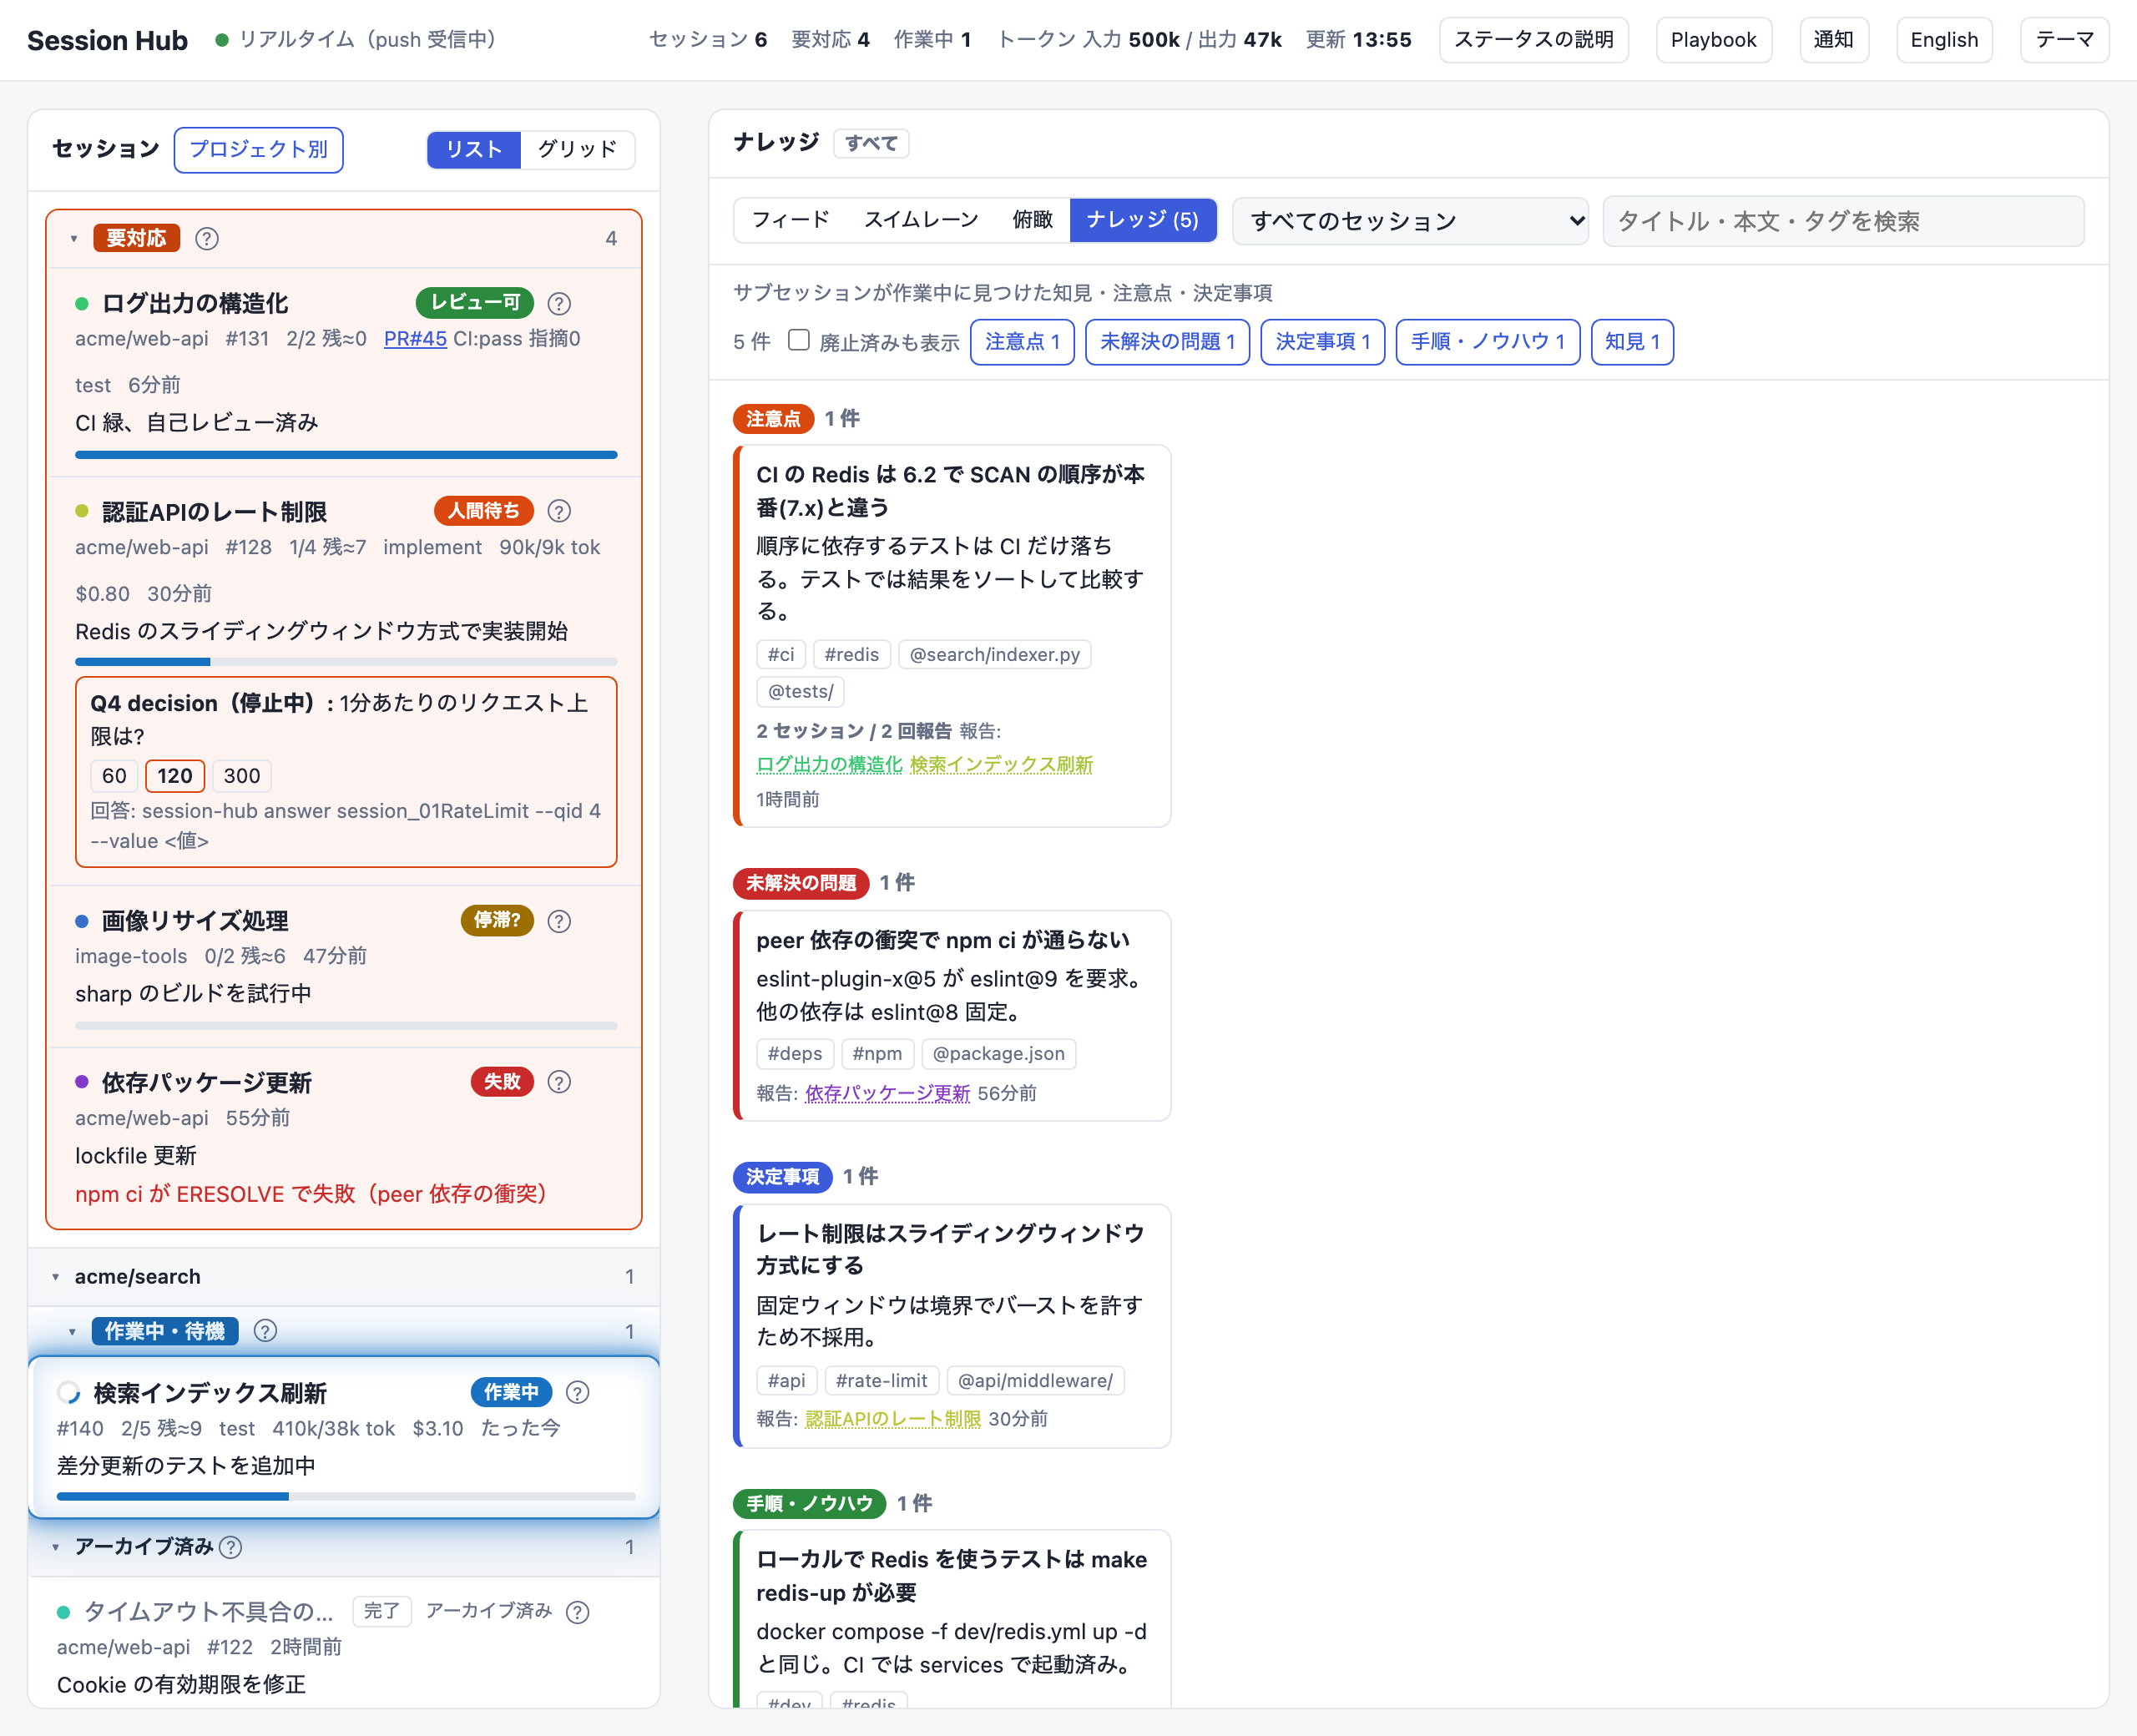 Session Hub
リアルタイム（push 受信中）
セッション 6 要対応 4 作業中 1 トークン 入力 500k / 出力 47k 更新 13:55
ステータスの説明
Playbook
通知
English
テーマ
セッション
プロジェクト別
リスト
グリッド
▾ 要対応 ? 4
ログ出力の構造化 レビュー可 ?
acme/web-api #131 2/2 残≈0 PR#45 CI:pass 指摘0
test 6分前
CI 緑、自己レビュー済み
認証APIのレート制限 人間待ち ?
acme/web-api #128 1/4 残≈7 implement 90k/9k tok
$0.80 30分前
Redis のスライディングウィンドウ方式で実装開始
Q4 decision（停止中）: 1分あたりのリクエスト上
限は?
60 120 300
回答: session-hub answer session_01RateLimit --qid 4
--value <値>
画像リサイズ処理 停滞? ?
image-tools 0/2 残≈6 47分前
sharp のビルドを試行中
依存パッケージ更新 失敗 ?
acme/web-api 55分前
lockfile 更新
npm ci が ERESOLVE で失敗（peer 依存の衝突）
▾ acme/search 1
▾ 作業中・待機 ? 1
検索インデックス刷新 作業中 ?
#140 2/5 残≈9 test 410k/38k tok $3.10 たった今
差分更新のテストを追加中
▾ アーカイブ済み ? 1
タイムアウト不具合の... 完了 アーカイブ済み ?
acme/web-api #122 2時間前
Cookie の有効期限を修正
ナレッジ すべて
フィード スイムレーン 俯瞰 ナレッジ (5)
すべてのセッション
タイトル・本文・タグを検索
サブセッションが作業中に見つけた知見・注意点・決定事項
5 件 廃止済みも表示 注意点 1 未解決の問題 1 決定事項 1 手順・ノウハウ 1 知見 1
注意点 1 件
CI の Redis は 6.2 で SCAN の順序が本
番(7.x)と違う
順序に依存するテストは CI だけ落ち
る。テストでは結果をソートして比較す
る。
#ci #redis @search/indexer.py
@tests/
2 セッション / 2 回報告 報告:
ログ出力の構造化 検索インデックス刷新
1時間前
未解決の問題 1 件
peer 依存の衝突で npm ci が通らない
eslint-plugin-x@5 が eslint@9 を要求。
他の依存は eslint@8 固定。
#deps #npm @package.json
報告: 依存パッケージ更新 56分前
決定事項 1 件
レート制限はスライディングウィンドウ
方式にする
固定ウィンドウは境界でバーストを許す
ため不採用。
#api #rate-limit @api/middleware/
報告: 認証APIのレート制限 30分前
手順・ノウハウ 1 件
ローカルで Redis を使うテストは make
redis-up が必要
docker compose -f dev/redis.yml up -d
と同じ。CI では services で起動済み。
#dev #redis